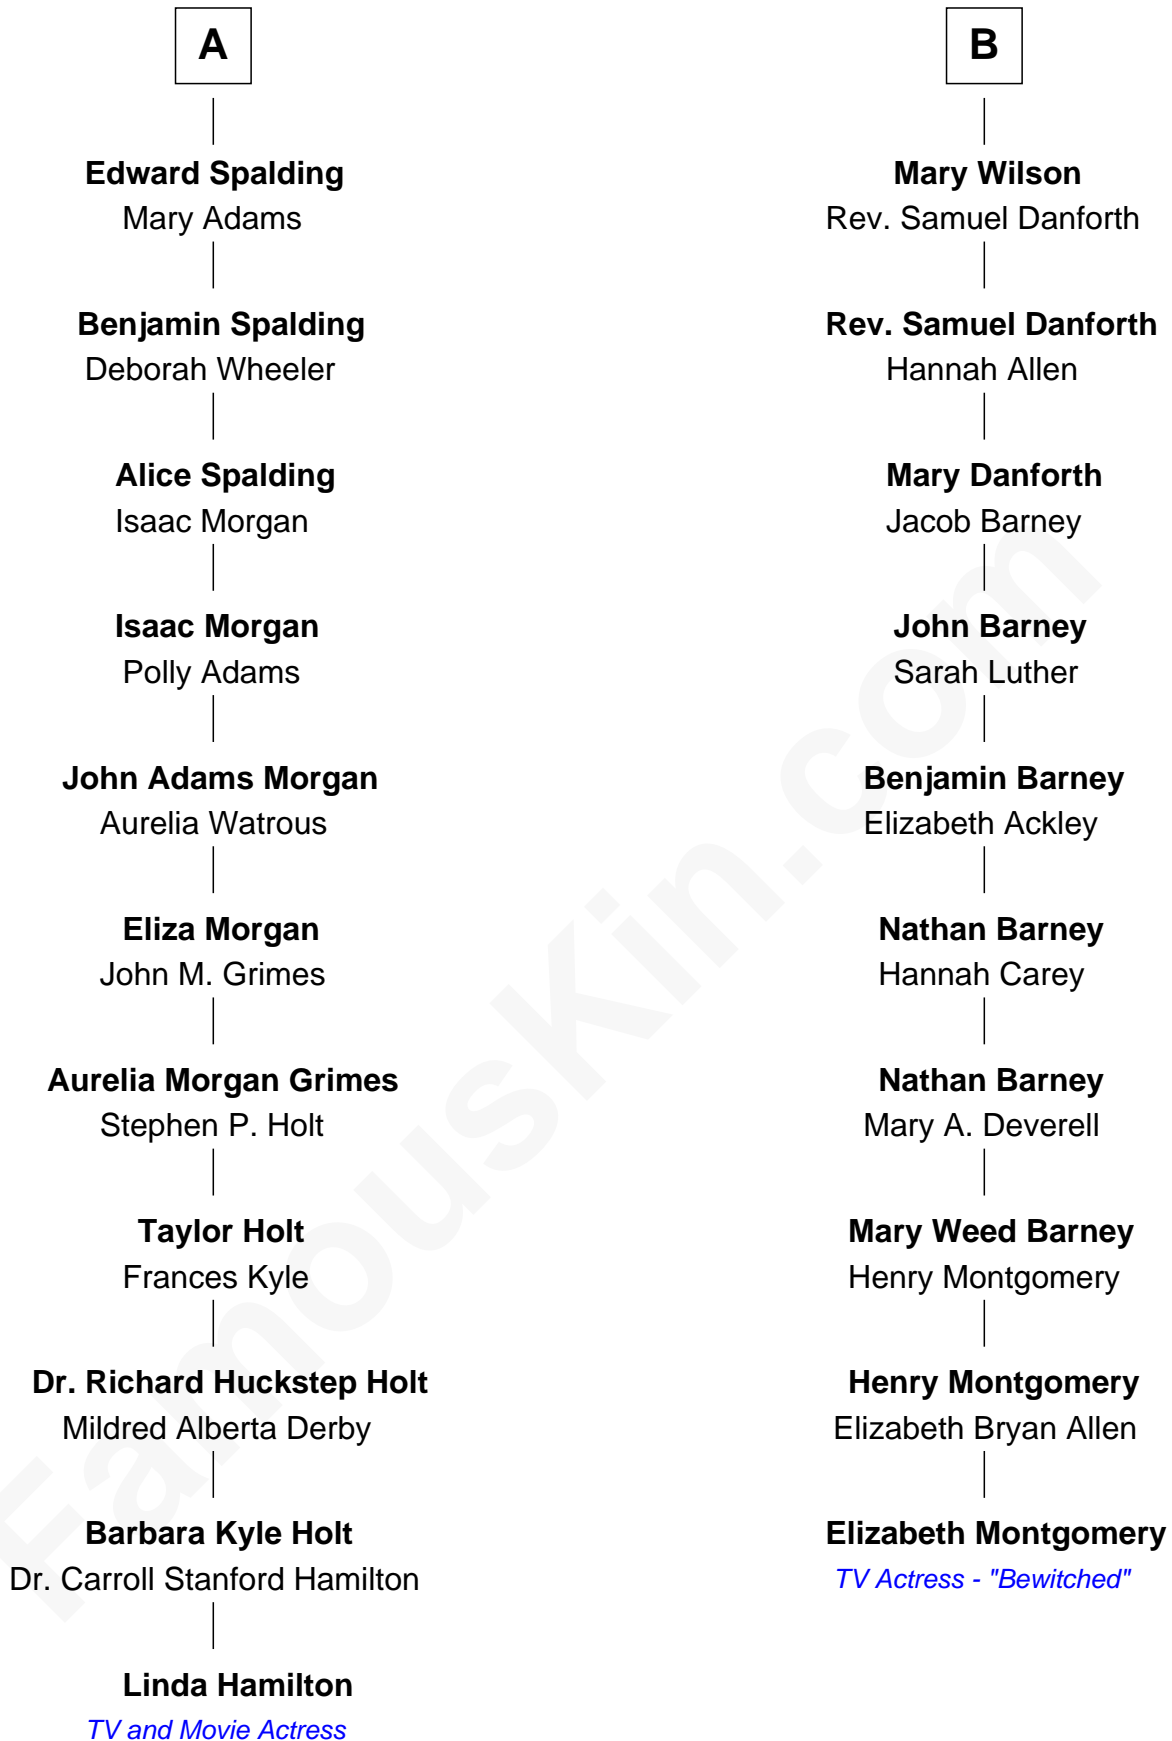 A
Edward Spalding
Mary Adams
Benjamin Spalding
Deborah Wheeler
Alice Spalding
Isaac Morgan
Isaac Morgan
Polly Adams
John Adams Morgan
Aurelia Watrous
Eliza Morgan
John M. Grimes
Aurelia Morgan Grimes
Stephen P. Holt
Taylor Holt
Frances Kyle
Dr. Richard Huckstep Holt
Mildred Alberta Derby
Barbara Kyle Holt
Dr. Carroll Stanford Hamilton
Linda Hamilton
TV and Movie Actress
B
Mary Wilson
Rev. Samuel Danforth
Rev. Samuel Danforth
Hannah Allen
Mary Danforth
Jacob Barney
John Barney
Sarah Luther
Benjamin Barney
Elizabeth Ackley
Nathan Barney
Hannah Carey
Nathan Barney
Mary A. Deverell
Mary Weed Barney
Henry Montgomery
Henry Montgomery
Elizabeth Bryan Allen
Elizabeth Montgomery
TV Actress - "Bewitched"
FamousKin.com